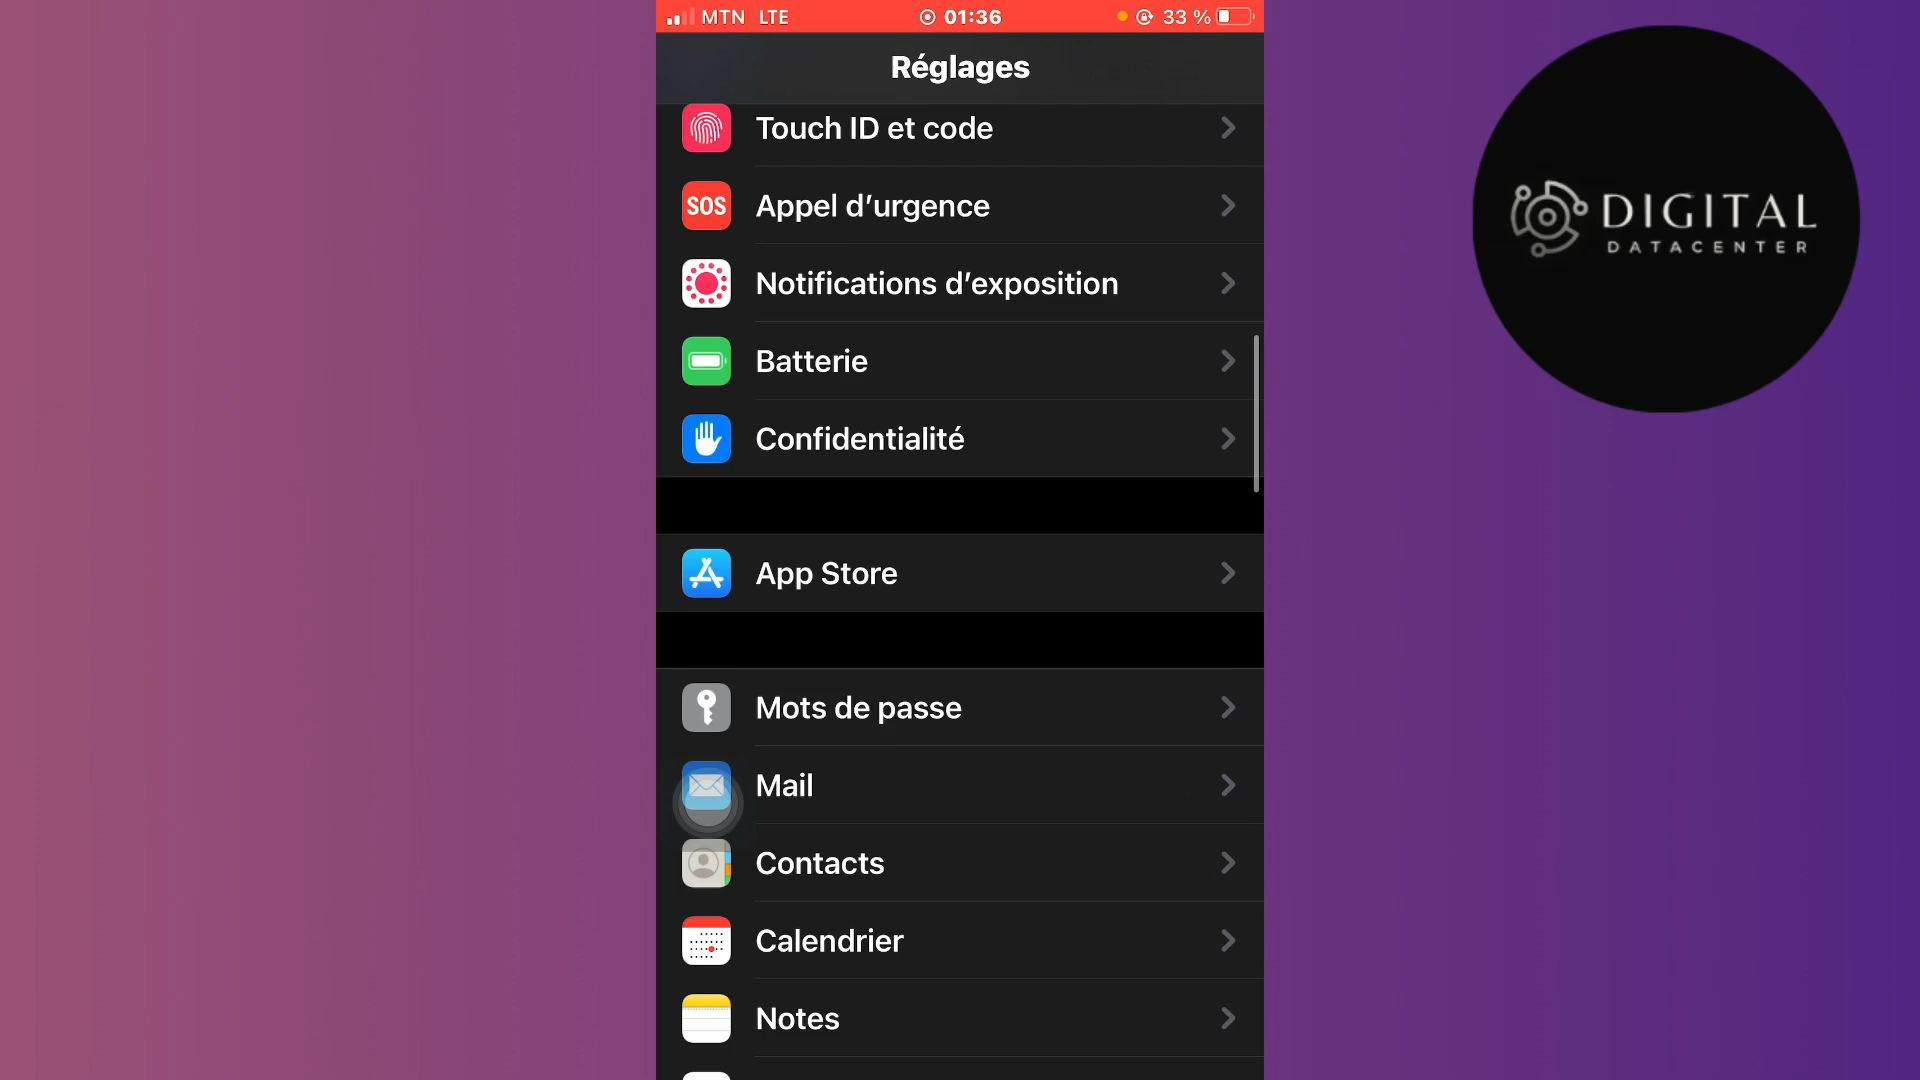 MTN LTE 01:36 33 %
Réglages
Touch ID et code
SOS Appel d’urgence
Notifications d’exposition
Batterie
Confidentialité
App Store
Mots de passe
Mail
Contacts
Calendrier
Notes
DIGITAL
DATACENTER